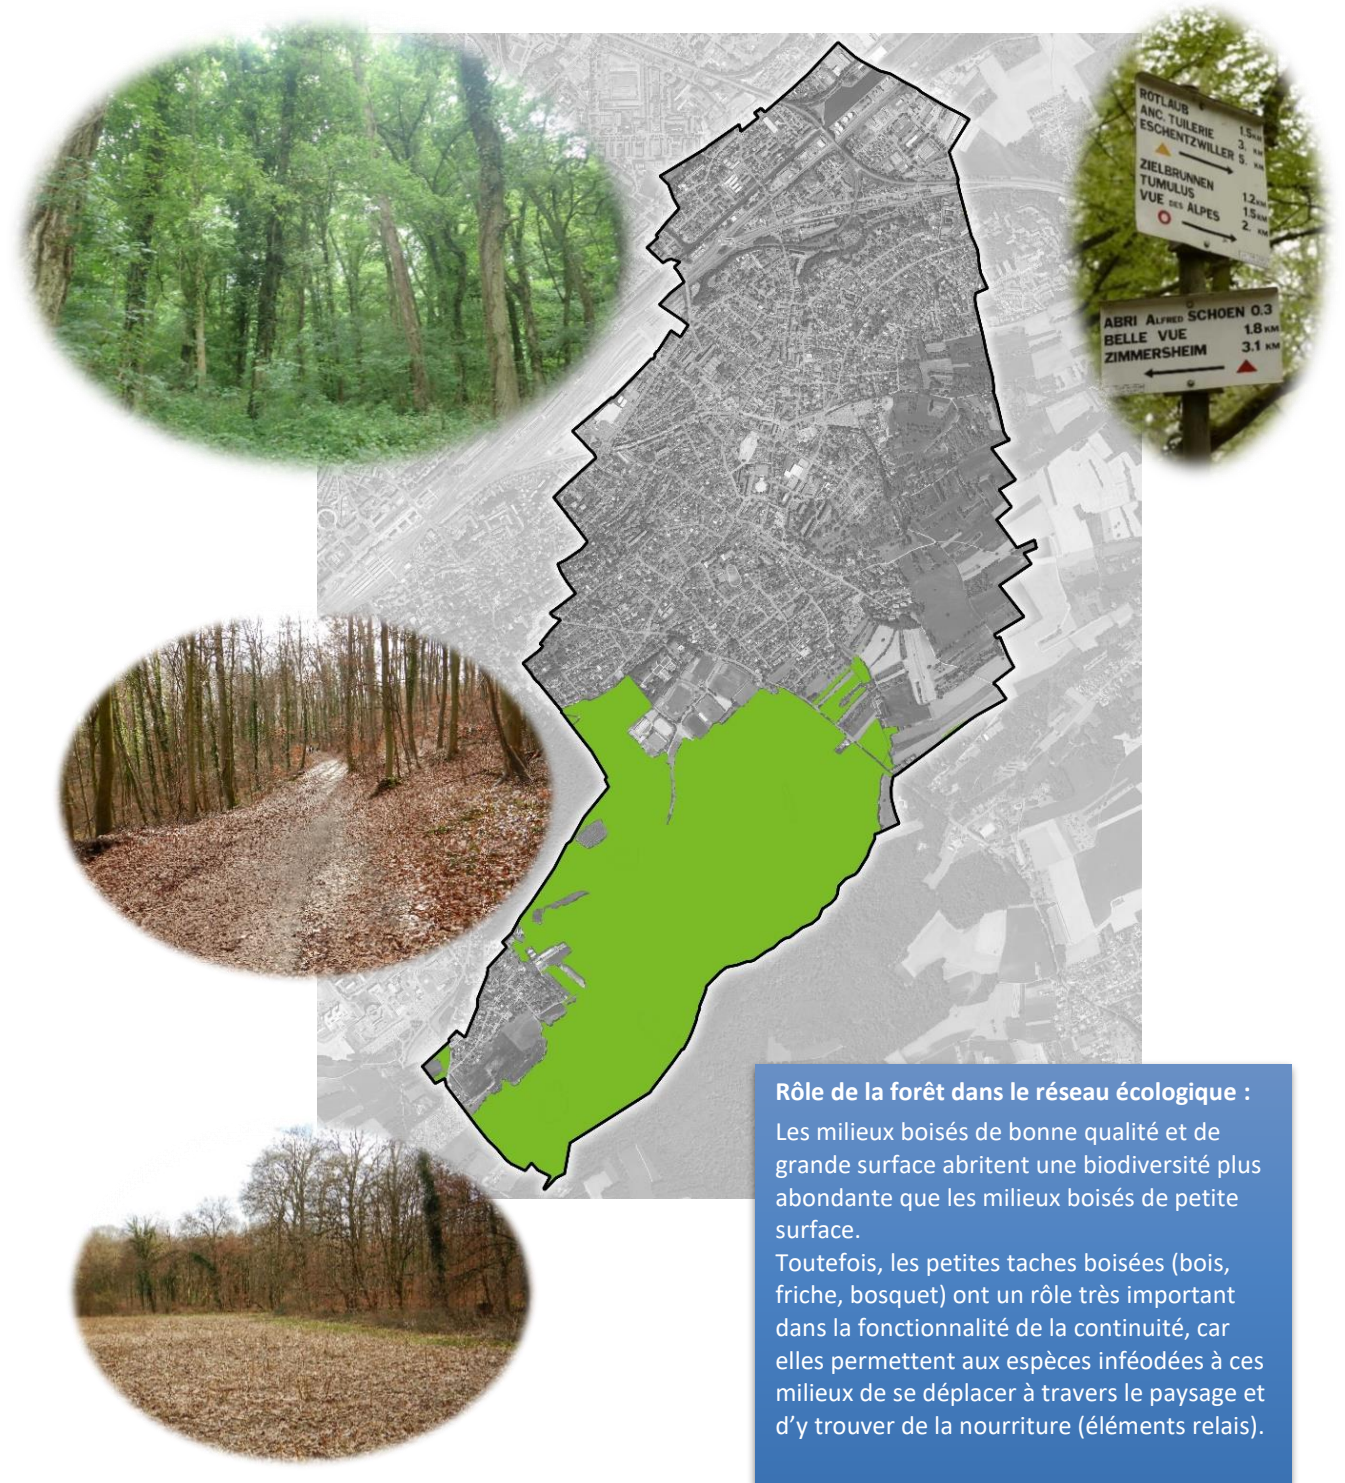 ROTLAUB 1.5KM
ANC. TUILERIE 3. KM
ESCHENTZWILLER 5. KM
ZIELBRUNNEN 1.2KM
TUMULUS 1.5KM
VUE DES ALPES 2. KM
ABRI ALFRED SCHOEN 0.3
BELLE VUE 1.8 KM
ZIMMERSHEIM 3.1 KM
Rôle de la forêt dans le réseau écologique :
Les milieux boisés de bonne qualité et de
grande surface abritent une biodiversité plus
abondante que les milieux boisés de petite
surface.
Toutefois, les petites taches boisées (bois,
friche, bosquet) ont un rôle très important
dans la fonctionnalité de la continuité, car
elles permettent aux espèces inféodées à ces
milieux de se déplacer à travers le paysage et
d’y trouver de la nourriture (éléments relais).